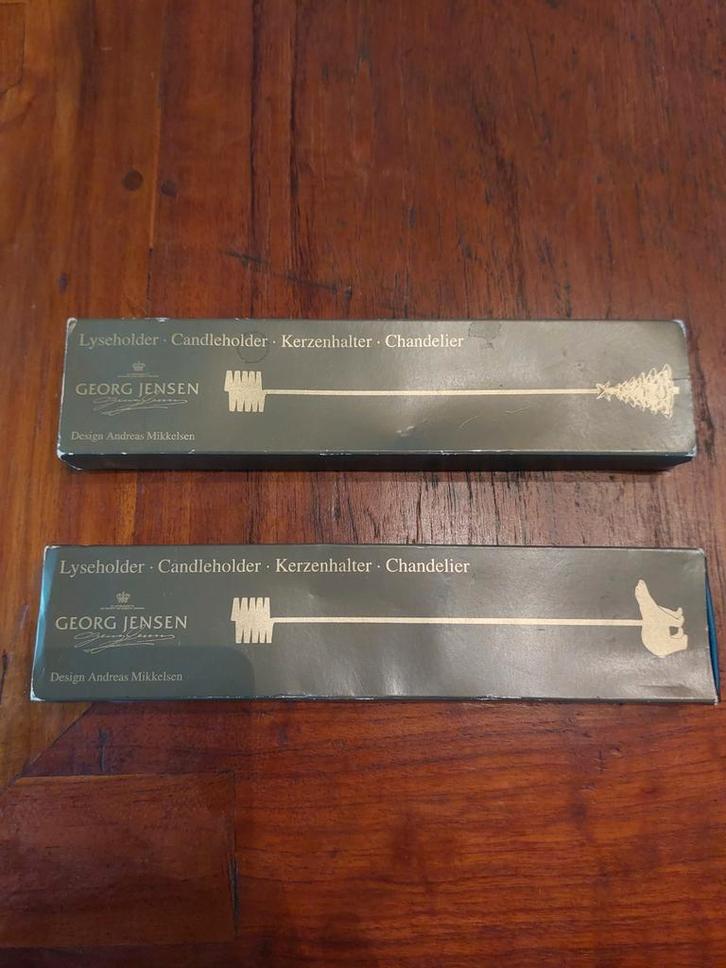 Lyseholder · Candleholder · Kerzenhalter · Chandelier
GEORG JENSEN
Design Andreas Mikkelsen
Lyseholder · Candleholder · Kerzenhalter · Chandelier
GEORG JENSEN
Design Andreas Mikkelsen